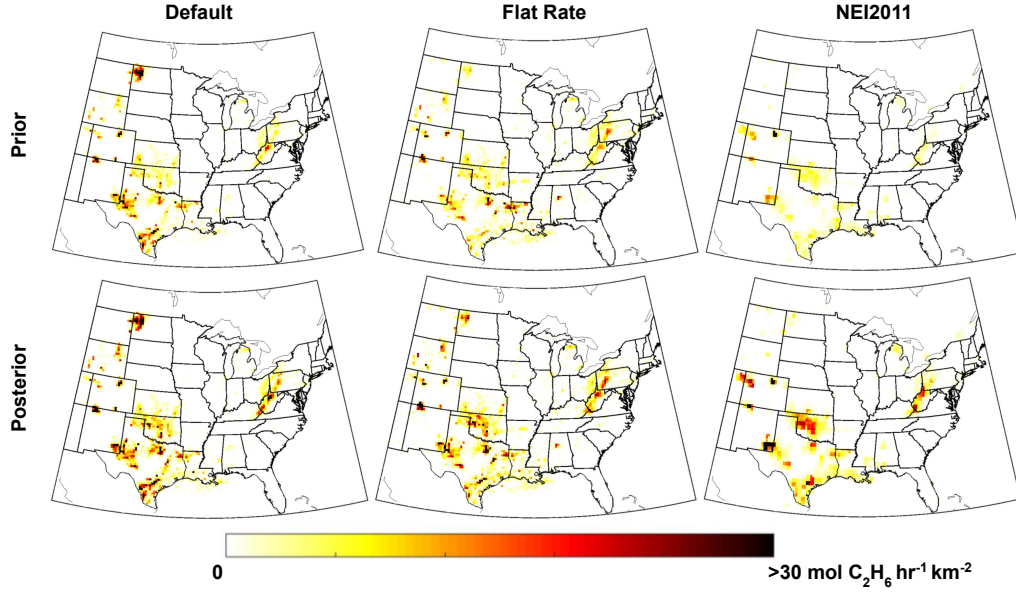 Default Flat Rate NEI2011
Prior
Posterior
0 >30 mol C₂H₆ hr⁻¹ km⁻²